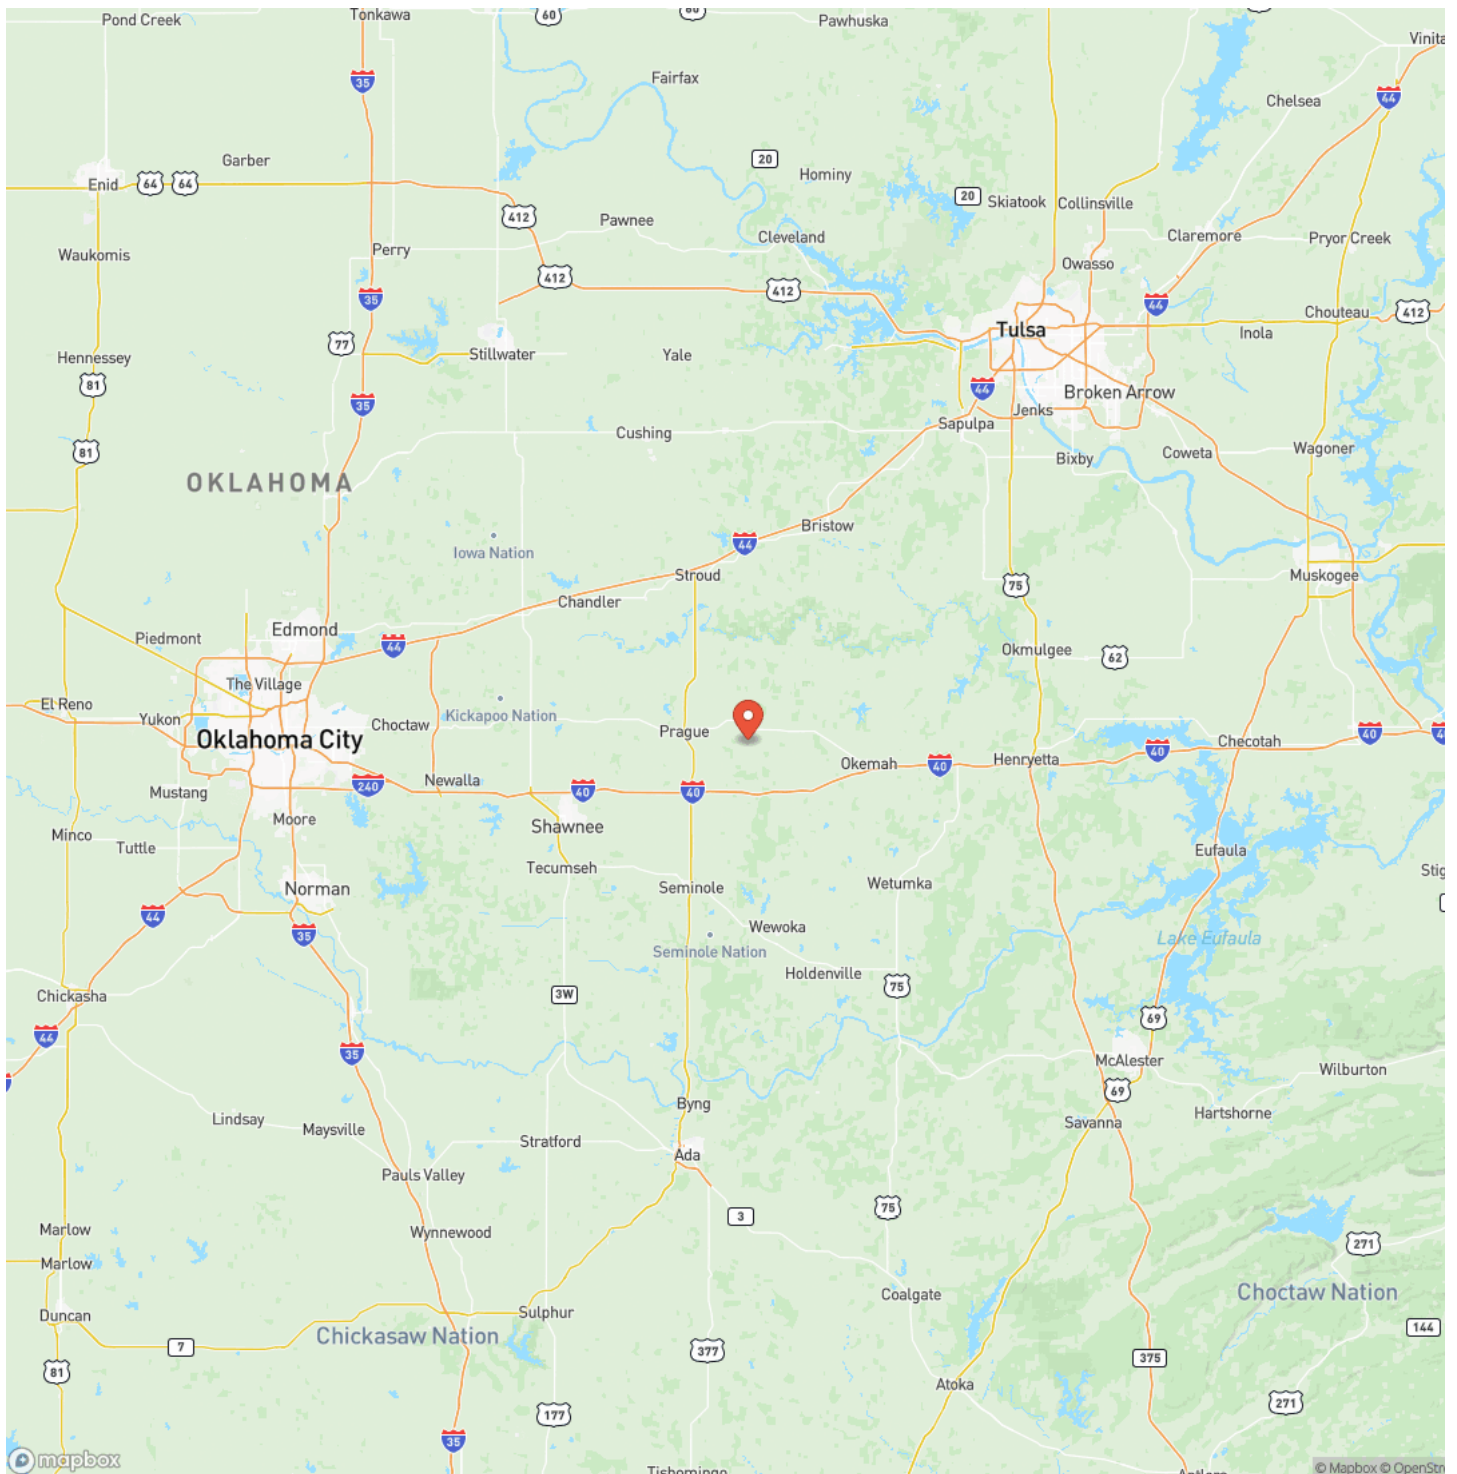 Pond Creek
Tonkawa
60
60
Pawhuska
Vinita
35
Fairfax
44
Chelsea
Garber
20
Hominy
Enid
64
64
20
Skiatook
Collinsville
412
Pawnee
Cleveland
Claremore
Pryor Creek
Waukomis
Perry
Owasso
412
412
35
44
Chouteau
412
77
Tulsa
Inola
Hennessey
Stillwater
Yale
81
44
Broken Arrow
35
Jenks
Cushing
Sapulpa
81
Bixby
Coweta
Wagoner
OKLAHOMA
Bristow
Iowa Nation
44
Stroud
75
Muskogee
Chandler
Edmond
Piedmont
44
Okmulgee
62
The Village
El Reno
Yukon
Choctaw
Kickapoo Nation
Prague
Oklahoma City
40
40
Checotah
40
Okemah
40
Henryetta
Newalla
240
40
40
Mustang
Moore
Shawnee
Minco
Tuttle
Eufaula
Tecumseh
Stig
Norman
Seminole
Wetumka
44
35
Wewoka
Lake Eufaula
Seminole Nation
Holdenville
Chickasha
3W
75
44
69
35
McAlester
Wilburton
69
Byng
Hartshorne
Lindsay
Maysville
Savanna
Stratford
Ada
Pauls Valley
75
3
Marlow
Wynnewood
271
Marlow
Coalgate
Choctaw Nation
Duncan
Sulphur
Chickasaw Nation
144
7
377
375
81
Atoka
271
177
35
mapbox
Tishomingo
Antlers
© Mapbox © OpenStre